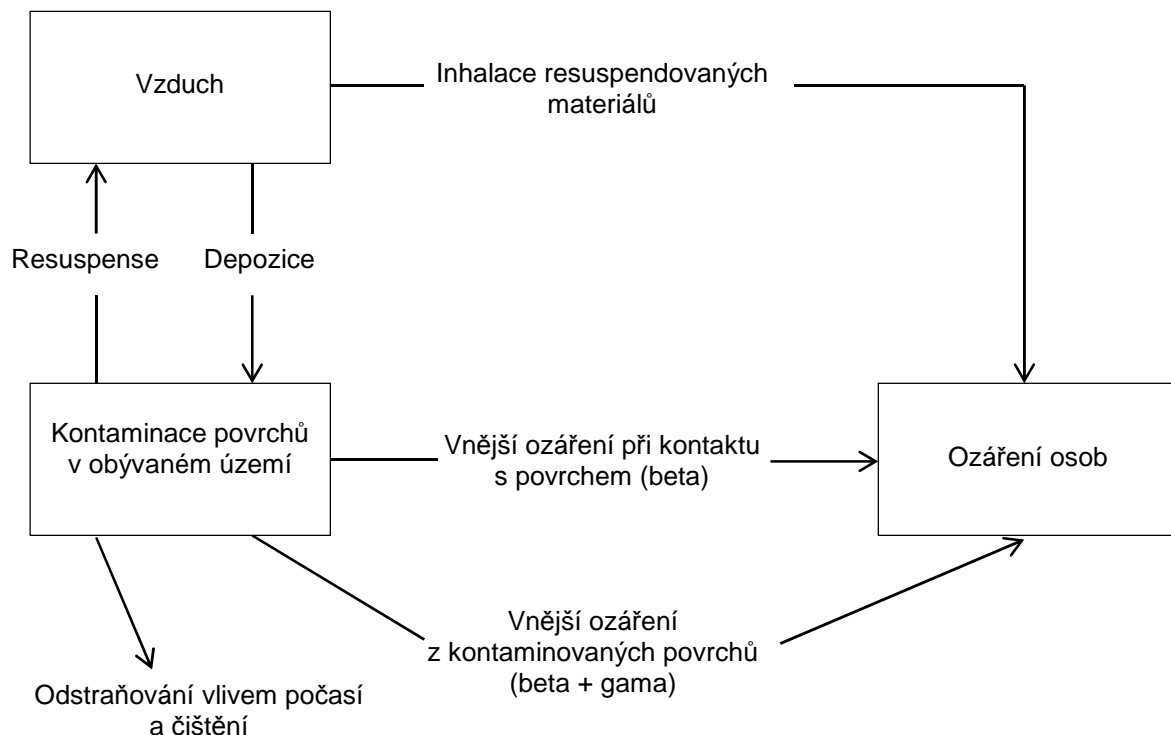 Vzduch
Inhalace resuspendovaných
materiálů
Resuspense
Depozice
Kontaminace povrchů
v obývaném území
Vnější ozáření při kontaktu
s povrchem (beta)
Ozáření osob
Vnější ozáření
z kontaminovaných povrchů
(beta + gama)
Odstraňování vlivem počasí
a čištění